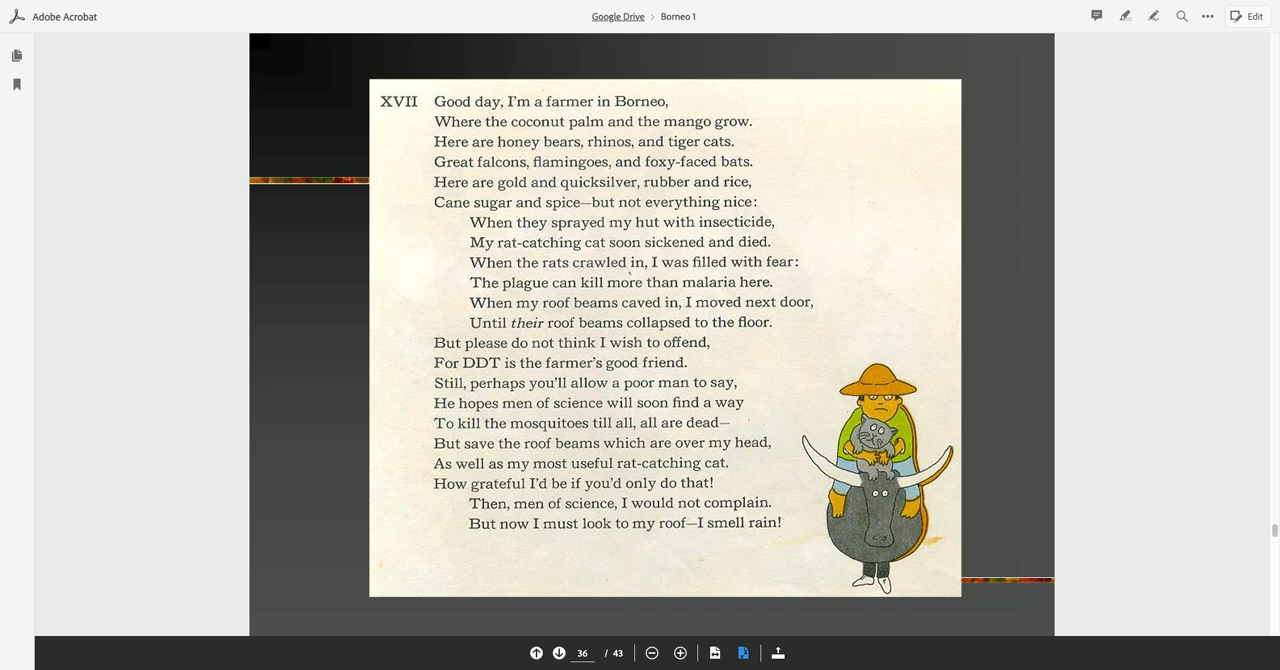 Adobe Acrobat
Google Drive > Borneo 1
Edit
XVII Good day, I'm a farmer in Borneo,
Where the coconut palm and the mango grow.
Here are honey bears, rhinos, and tiger cats.
Great falcons, flamingoes, and foxy-faced bats.
Here are gold and quicksilver, rubber and rice,
Cane sugar and spice—but not everything nice:
When they sprayed my hut with insecticide,
My rat-catching cat soon sickened and died.
When the rats crawled in, I was filled with fear:
The plague can kill more than malaria here.
When my roof beams caved in, I moved next door,
Until their roof beams collapsed to the floor.
But please do not think I wish to offend,
For DDT is the farmer's good friend.
Still, perhaps you'll allow a poor man to say,
He hopes men of science will soon find a way
To kill the mosquitoes till all, all are dead—
But save the roof beams which are over my head,
As well as my most useful rat-catching cat.
How grateful I'd be if you'd only do that!
Then, men of science, I would not complain.
But now I must look to my roof—I smell rain!
36 / 43